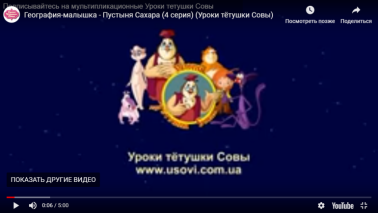 Подписывайтесь на мультипликационные Уроки тетушки Совы
География-малышка - Пустыня Сахара (4 серия) (Уроки тётушки Совы)
Посмотреть позже
Поделиться
Уроки тётушки Совы
www.usovi.com.ua
ПОКАЗАТЬ ДРУГИЕ ВИДЕО
0:06 / 5:00
YouTube